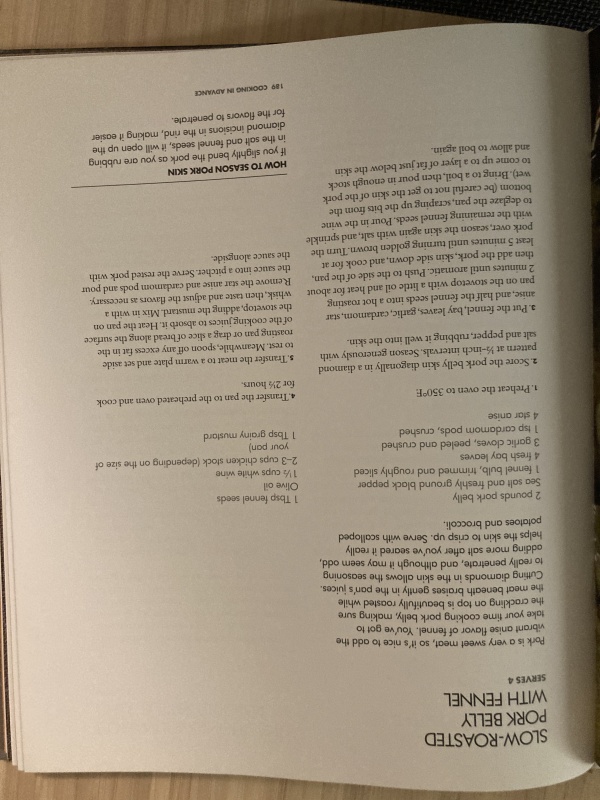 SLOW-ROASTED
PORK BELLY
WITH FENNEL
SERVES 4
Pork is a very sweet meat, so it's nice to add the
vibrant anise flavor of fennel. You've got to
take your time cooking pork belly, making sure
the crackling on top is beautifully roasted while
the meat beneath braises gently in the pan's juices.
Cutting diamonds in the skin allows the seasoning
to really penetrate, and although it may seem odd,
adding more salt after you've seared it really
helps the skin to crisp up. Serve with scalloped
potatoes and broccoli.
2 pounds pork belly
Sea salt and freshly ground black pepper
1 fennel bulb, trimmed and roughly sliced
4 fresh bay leaves
3 garlic cloves, peeled and crushed
1 tsp cardamom pods, crushed
4 star anise
1 Tbsp fennel seeds
Olive oil
1½ cups white wine
2–3 cups chicken stock (depending on the size of
your pan)
1 Tbsp grainy mustard
1. Preheat the oven to 350°F.
2. Score the pork belly skin diagonally in a diamond
pattern at ½-inch intervals. Season generously with
salt and pepper, rubbing it well into the skin.
3. Put the fennel, bay leaves, garlic, cardamom, star
anise, and half the fennel seeds into a hot roasting
pan on the stovetop with a little oil and heat for about
2 minutes until aromatic. Push to the side of the pan,
then add the pork, skin side down, and cook for at
least 5 minutes until turning golden brown. Turn the
pork over, season the skin again with salt, and sprinkle
with the remaining fennel seeds. Pour in the wine
to deglaze the pan, scraping up the bits from the
bottom (be careful not to get the skin of the pork
wet). Bring to a boil, then pour in enough stock
to come up to a layer of fat just below the skin
and allow to boil again.
4. Transfer the pan to the preheated oven and cook
for 2½ hours.
5. Transfer the meat to a warm plate and set aside
to rest. Meanwhile, spoon off any excess fat in the
roasting pan or drag a slice of bread along the surface
of the cooking juices to absorb it. Heat the pan on
the stovetop, adding the mustard. Mix in with a
whisk, then taste and adjust the flavors as necessary.
Remove the star anise and cardamom pods and pour
the sauce into a pitcher. Serve the rested pork with
the sauce alongside.
HOW TO SEASON PORK SKIN
If you slightly bend the pork as you are rubbing
in the salt and fennel seeds, it will open up the
diamond incisions in the rind, making it easier
for the flavors to penetrate.
189 COOKING IN ADVANCE